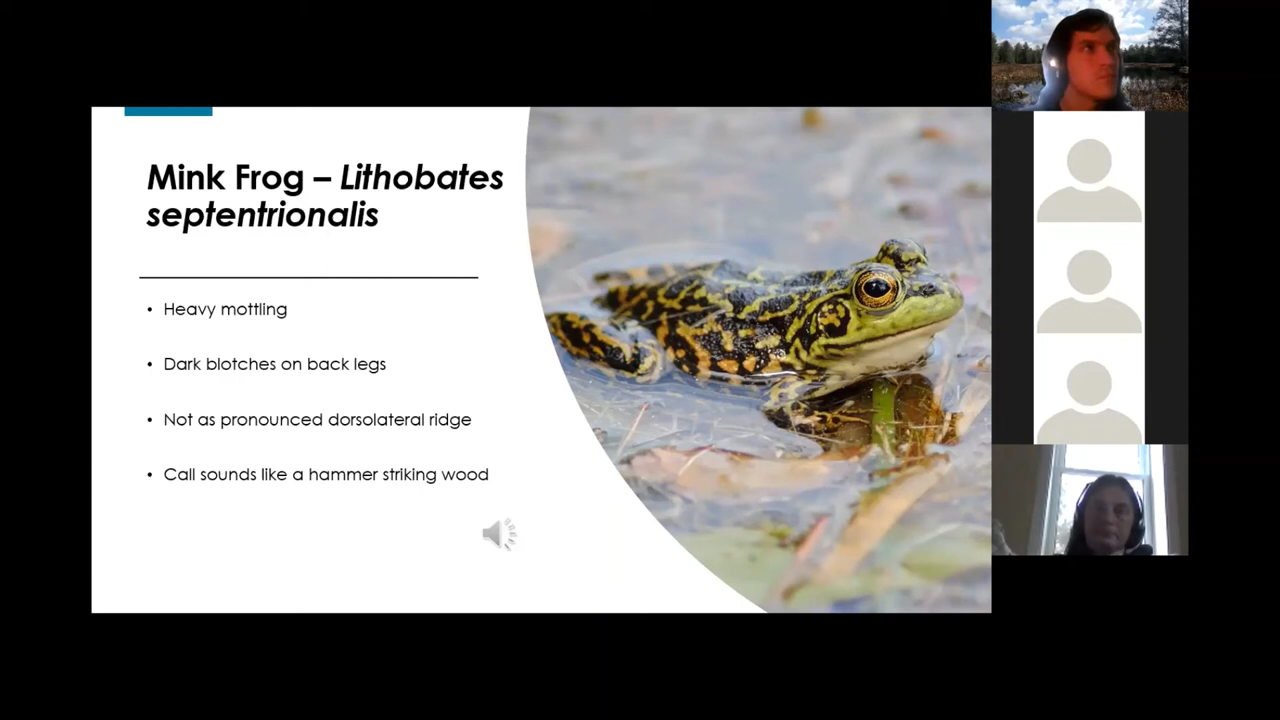 Mink Frog – Lithobates
septentrionalis
• Heavy mottling
• Dark blotches on back legs
• Not as pronounced dorsolateral ridge
• Call sounds like a hammer striking wood